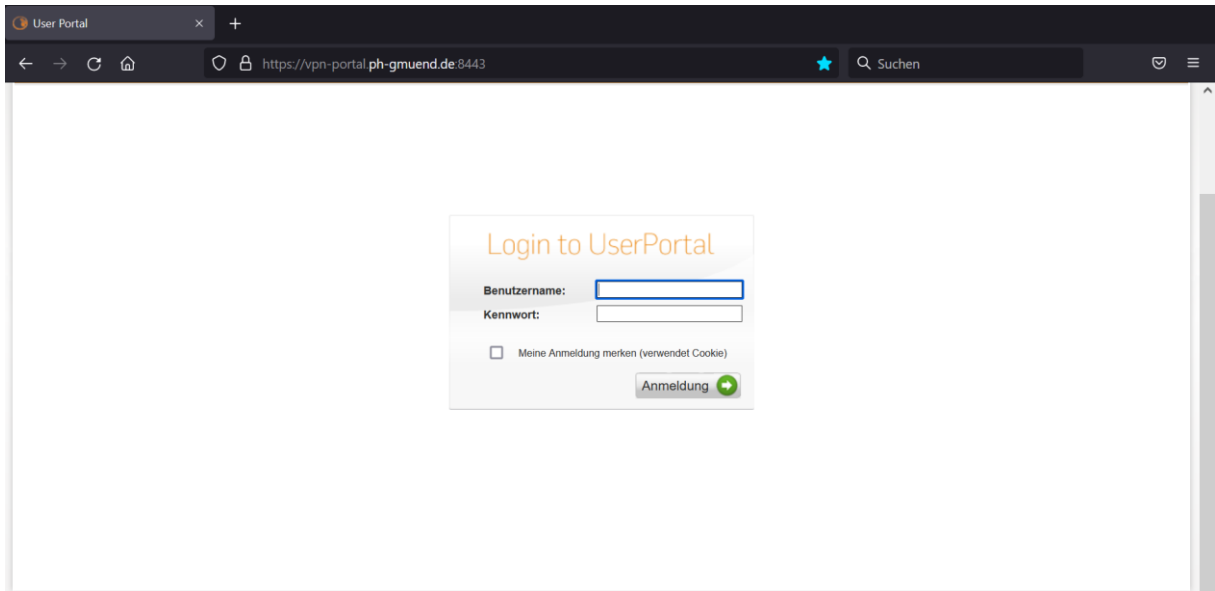 User Portal
https://vpn-portal.ph-gmuend.de:8443
Suchen
Login to UserPortal
Benutzername:
Kennwort:
Meine Anmeldung merken (verwendet Cookie)
Anmeldung